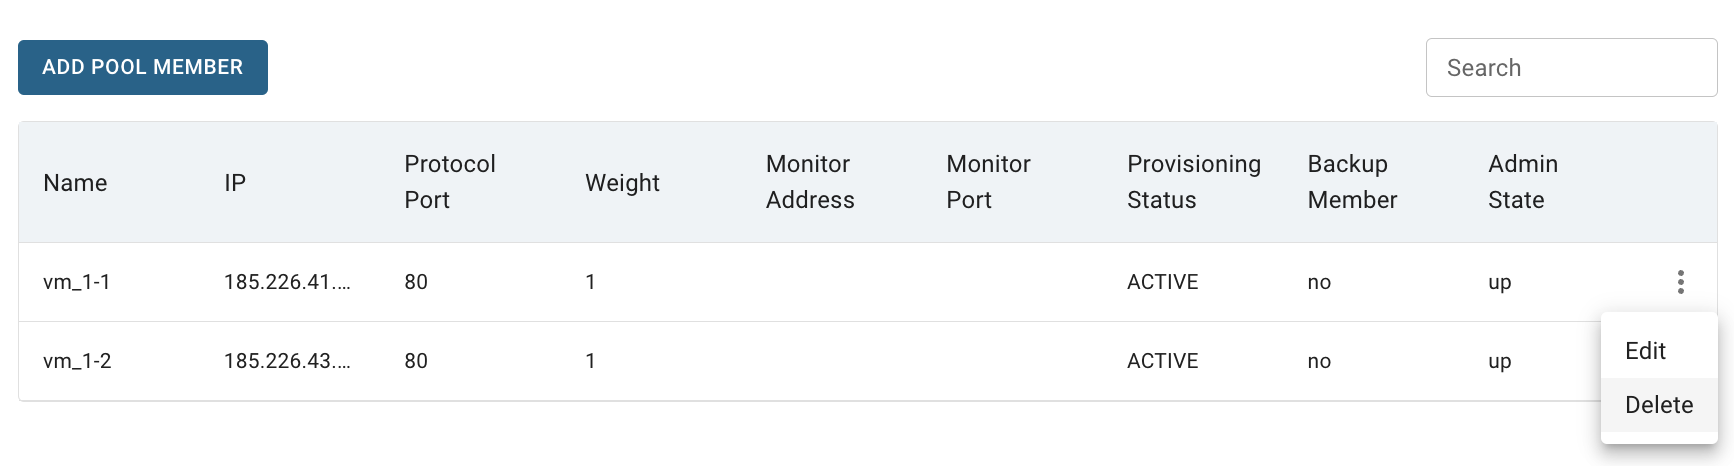 ADD POOL MEMBER
Search
Name IP Protocol Port Weight Monitor Address Monitor Port Provisioning Status Backup Member Admin State
vm_1-1 185.226.41.... 80 1 ACTIVE no up
vm_1-2 185.226.43.... 80 1 ACTIVE no up
Edit
Delete